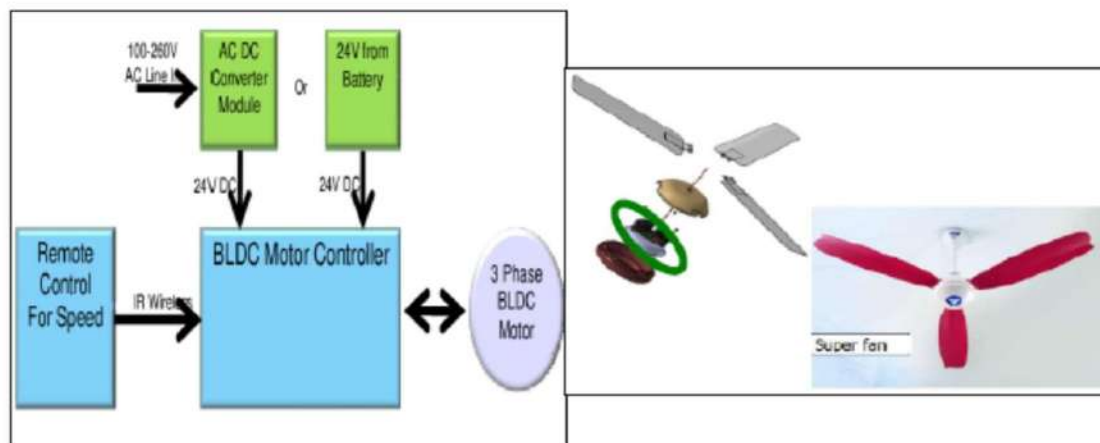 100-260V
AC Line I
AC DC
Converter
Module
Or
24V from
Battery
24V DC
24V DC
Remote
Control
For Speed
IR Wireless
BLDC Motor Controller
3 Phase
BLDC
Motor
Super fan